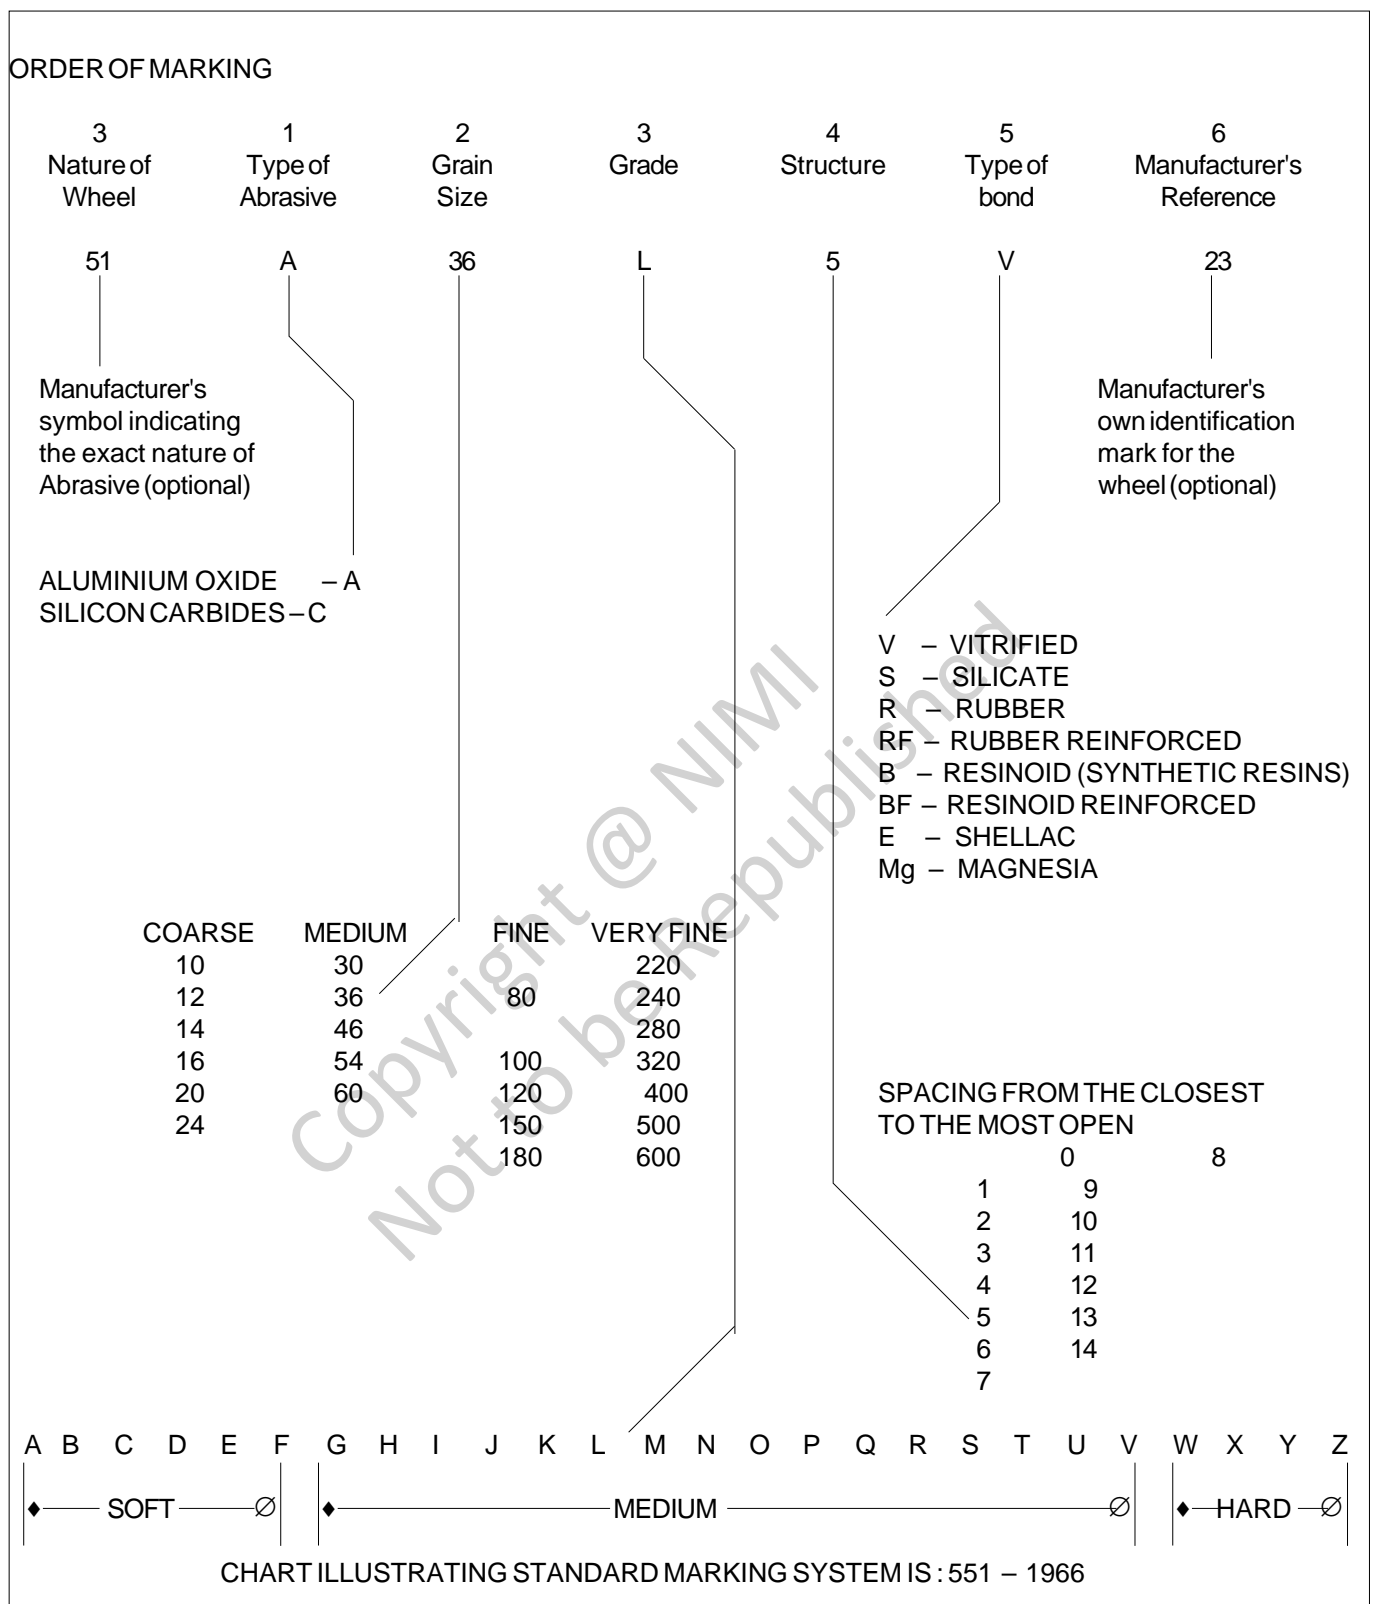 ORDER OF MARKING
3 1 2 3 4 5 6
Nature of Type of Grain Grade Structure Type of Manufacturer's
Wheel Abrasive Size bond Reference
51 A 36 L 5 V 23
Manufacturer's
symbol indicating
the exact nature of
Abrasive (optional)
Manufacturer's
own identification
mark for the
wheel (optional)
ALUMINIUM OXIDE – A
SILICON CARBIDES – C
V – VITRIFIED
S – SILICATE
R – RUBBER
RF – RUBBER REINFORCED
B – RESINOID (SYNTHETIC RESINS)
BF – RESINOID REINFORCED
E – SHELLAC
Mg – MAGNESIA
COARSE MEDIUM FINE VERY FINE
10 30 220
12 36 80 240
14 46 280
16 54 100 320
20 60 120 400
24 150 500
180 600
SPACING FROM THE CLOSEST
TO THE MOST OPEN
0 8
1 9
2 10
3 11
4 12
5 13
6 14
7
A B C D E F G H I J K L M N O P Q R S T U V W X Y Z
♦ SOFT ∅ ♦ MEDIUM ∅ ♦ HARD ∅
CHART ILLUSTRATING STANDARD MARKING SYSTEM IS : 551 – 1966
Copyright @ NIMI
Not to be Republished